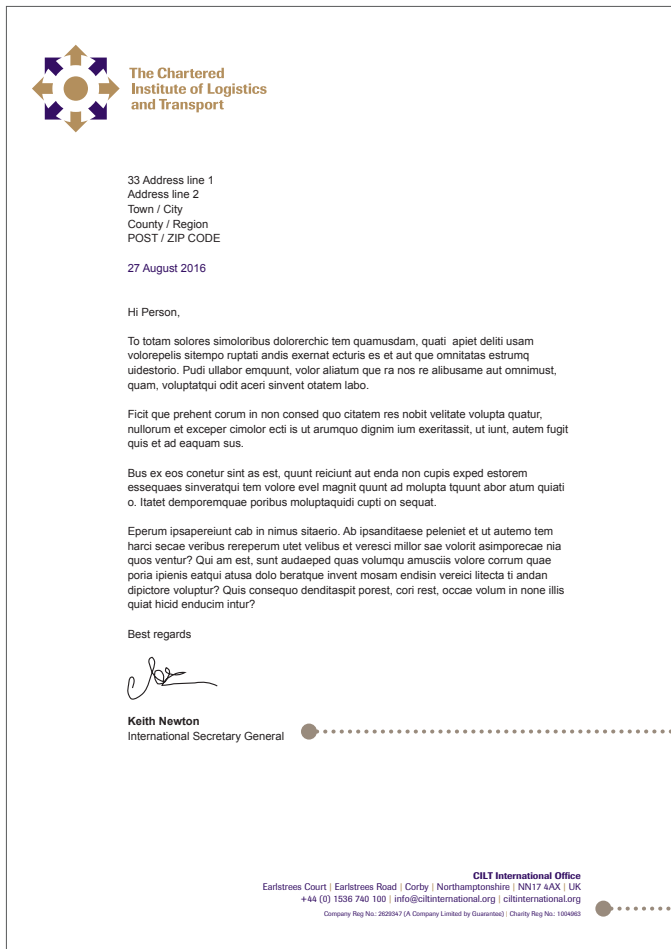 The Chartered
Institute of Logistics
and Transport
33 Address line 1
Address line 2
Town / City
County / Region
POST / ZIP CODE
27 August 2016
Hi Person,
To totam solores simoloribus dolorerchic tem quamusdam, quati  apiet deliti usam
volorepelis sitempo ruptati andis exernat ecturis es et aut que omnitatas estrumq
uidestorio. Pudi ullabor emqunt, volor aliatum que ra nos re alibusame aut omnimust,
quam, voluptatqui odit aceri sinvent otatem labo.
Ficit que prehent corum in non consed quo citatem res nobit velitate volupta quatur,
nullorum et exceper cimolor ecti is ut arumquo dignim ium exeritassit, ut iunt, autem fugit
quis et ad eaquam sus.
Bus ex eos conetur sint as est, quunt reiciunt aut enda non cupis exped estorem
essequaes sinveratqui tem volore evel magnit quunt ad molupta tquunt abor atum quiati
o. Itatet demporemquae poribus moluptaquidi cupti on sequat.
Eperum ipsapereiunt cab in nimus sitaerio. Ab ipsanditaese peleniet et ut autemo tem
harci secae veribus rereperum utet velibus et veresci millor sae volorit asimporecae nia
quos ventur? Qui am est, sunt audaeped quas volumqu amusciis volore corrum quae
poria ipienis eatqui atusa dolo beratque invent mosam endisin vereici litecta ti andan
dipictore voluptur? Quis consequo denditaspit porest, cori rest, occae volum in none illis
quiat hicid enducim intur?
Best regards
Keith Newton
International Secretary General
CILT International Office
Earlstrees Court | Earlstrees Road | Corby | Northamptonshire | NN17 4AX | UK
+44 (0) 1536 740 100 | info@ciltinternational.org | ciltinternational.org
Company Reg No.: 2629347 (A Company Limited by Guarantee) | Charity Reg No.: 1004963